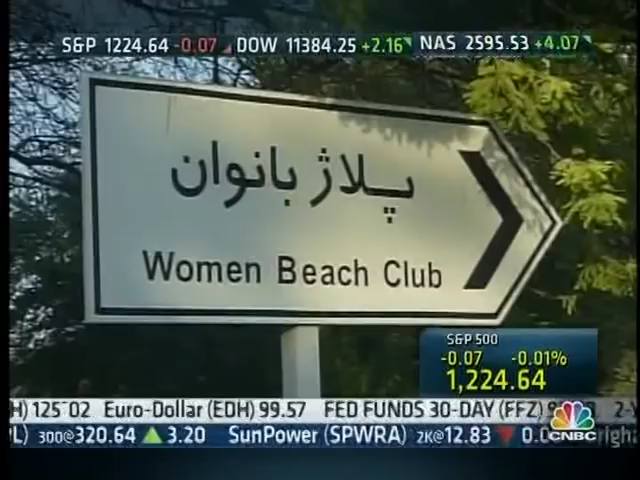 S&P 1224.64 -0.07 DOW 11384.25 +2.16 NAS 2595.53 +4.07
پلاژ بانوان
Women Beach Club
S&P 500
-0.07 -0.01%
1,224.64
125-02 Euro-Dollar (EDH) 99.57 FED FUNDS 30-DAY (FFZ)
300@320.64 3.20 SunPower (SPWRA) 2K@12.83
CNBC